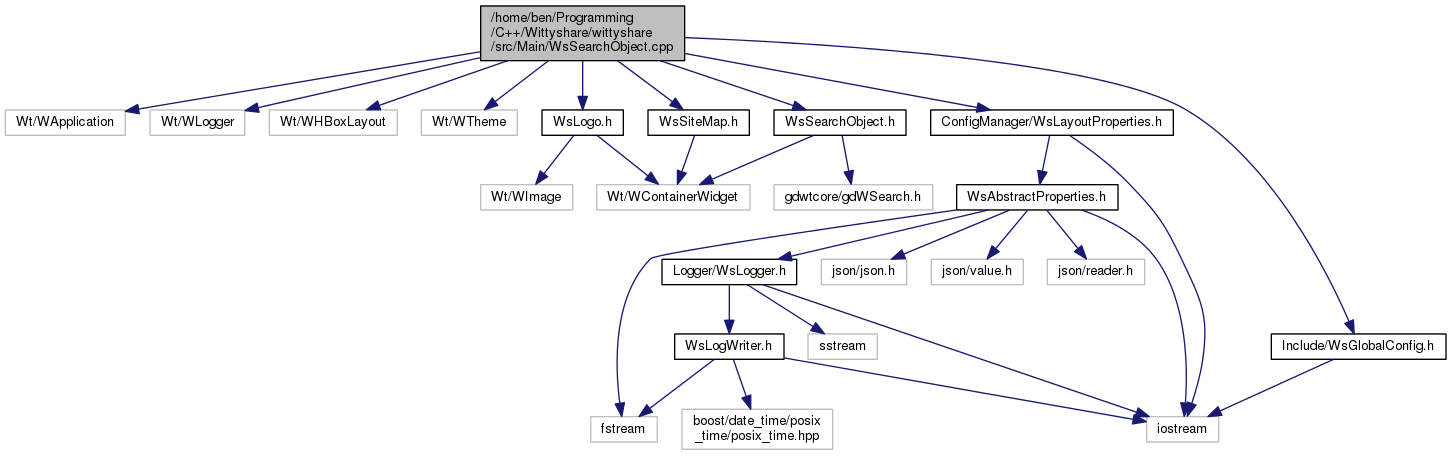 /home/ben/Programming
/C++/Wittyshare/wittyshare
/src/Main/WsSearchObject.cpp
Wt/WApplication
Wt/WLogger
Wt/WHBoxLayout
Wt/WTheme
WsLogo.h
WsSiteMap.h
WsSearchObject.h
ConfigManager/WsLayoutProperties.h
Wt/WImage
Wt/WContainerWidget
gdwtcore/gdWSearch.h
WsAbstractProperties.h
Logger/WsLogger.h
json/json.h
json/value.h
json/reader.h
WsLogWriter.h
sstream
Include/WsGlobalConfig.h
fstream
boost/date_time/posix
_time/posix_time.hpp
iostream